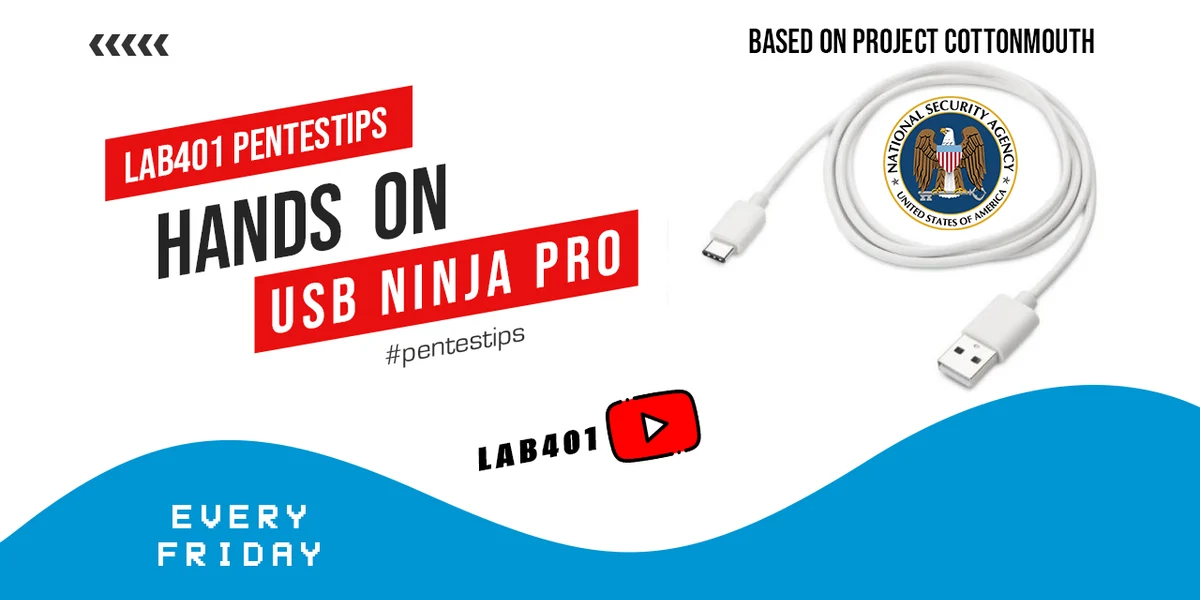 BASED ON PROJECT COTTONMOUTH
LAB401 PENTESTIPS
HANDS ON
USB NINJA PRO
#pentestips
NATIONAL SECURITY AGENCY
UNITED STATES OF AMERICA
LAB401
EVERY
FRIDAY